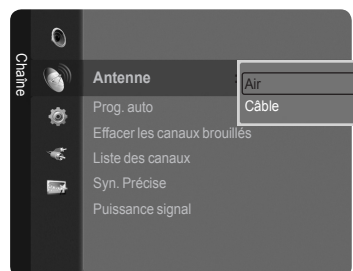 Chaîne
Antenne : Air
Câble
Prog. auto
Effacer les canaux brouillés
Liste des canaux
Syn. Précise
Puissance signal